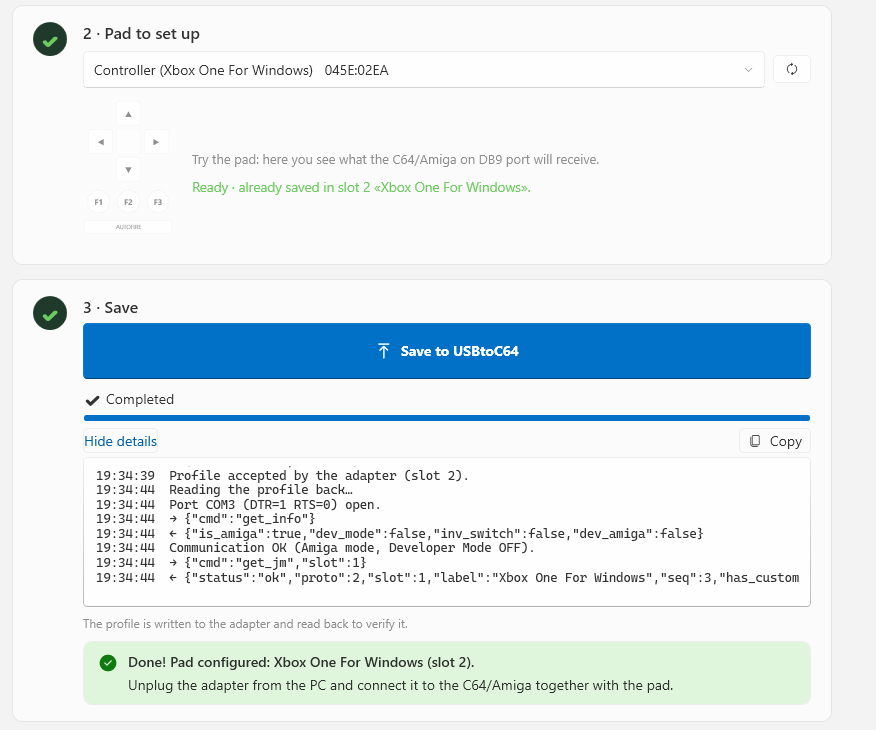 2 · Pad to set up
Controller (Xbox One For Windows)   045E:02EA
Try the pad: here you see what the C64/Amiga on DB9 port will receive.
Ready · already saved in slot 2 «Xbox One For Windows».
F1 F2 F3
AUTOFIRE
3 · Save
Save to USBtoC64
Completed
Hide details
Copy
19:34:39  Profile accepted by the adapter (slot 2).
19:34:44  Reading the profile back…
19:34:44  Port COM3 (DTR=1 RTS=0) open.
19:34:44  → {"cmd":"get_info"}
19:34:44  ← {"is_amiga":true,"dev_mode":false,"inv_switch":false,"dev_amiga":false}
19:34:44  Communication OK (Amiga mode, Developer Mode OFF).
19:34:44  → {"cmd":"get_jm","slot":1}
19:34:44  ← {"status":"ok","proto":2,"slot":1,"label":"Xbox One For Windows","seq":3,"has_custom
The profile is written to the adapter and read back to verify it.
Done! Pad configured: Xbox One For Windows (slot 2).
Unplug the adapter from the PC and connect it to the C64/Amiga together with the pad.